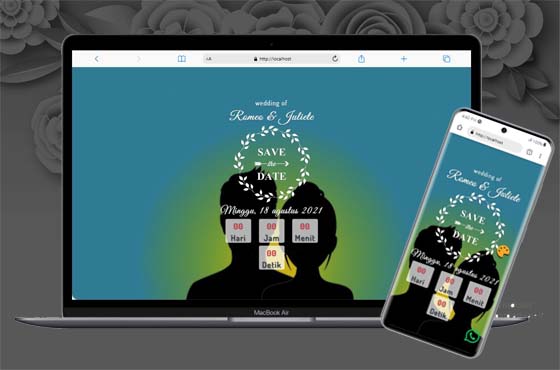 AA
http://localhost
wedding of
Romeo & Juliete
SAVE
the
DATE
Minggu, 18 agustus 2021
00 00 00
Hari Jam Menit
00
Detik
MacBook Air
http://localhost
wedding of
Romeo & Juliete
SAVE
the
DATE
Minggu, 18 agustus 2021
00 00 00
Hari Jam Menit
00
Detik